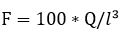 F = 100 * Q/l³